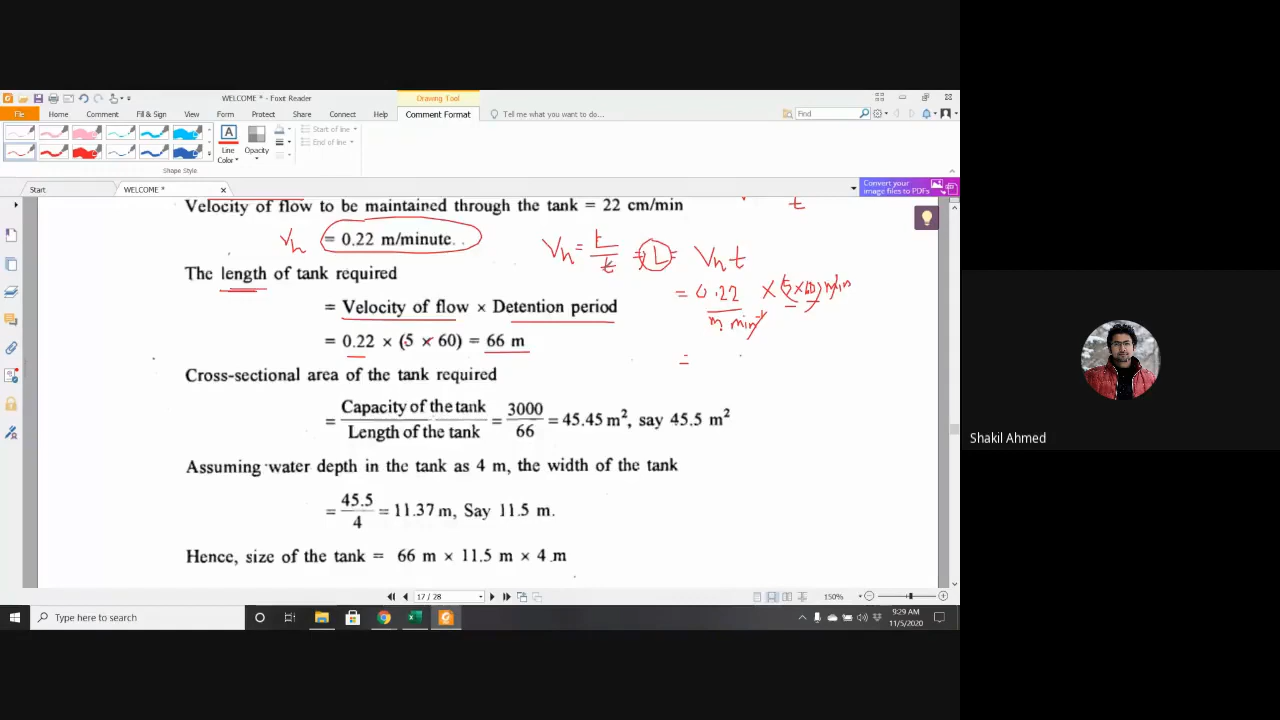 WELCOME * - Foxit Reader
Drawing Tool
File
Home
Comment
Fill & Sign
View
Form
Protect
Share
Connect
Help
Comment Format
Tell me what you want to do...
Find
Line
Color
Opacity
Start of line
End of line
Shape Style
Start
WELCOME *
Convert your
image files to PDFs
Velocity of flow to be maintained through the tank = 22 cm/min
t
Vh = 0.22 m/minute.
Vh = L/t = L = Vh t
The length of tank required
= 0.22 × (5×60) min
m min⁻¹
= Velocity of flow × Detention period
= 0.22 × (5 × 60) = 66 m
=
Cross-sectional area of the tank required
= Capacity of the tank / Length of the tank = 3000 / 66 = 45.45 m², say 45.5 m²
Assuming water depth in the tank as 4 m, the width of the tank
= 45.5 / 4 = 11.37 m, Say 11.5 m.
Hence, size of the tank = 66 m × 11.5 m × 4 m
17 / 28
150%
Type here to search
9:29 AM
11/5/2020
Shakil Ahmed